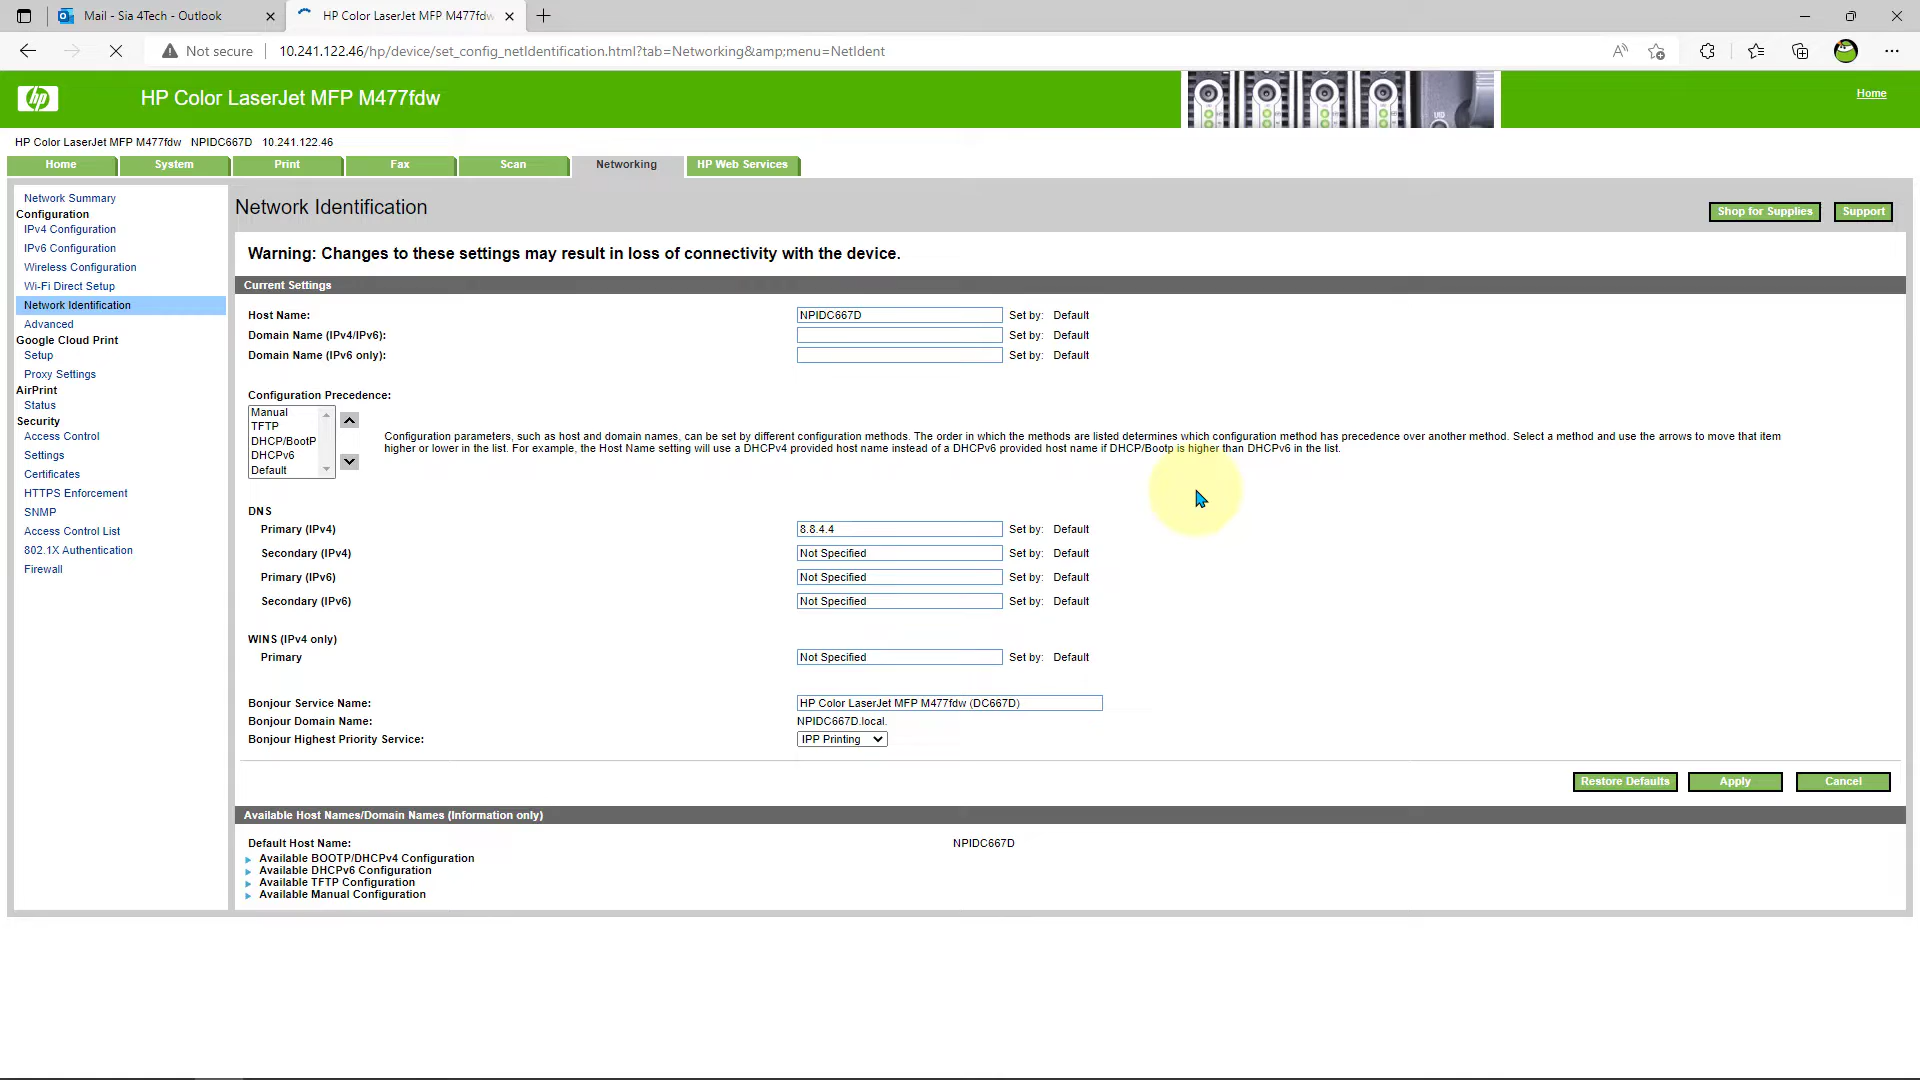 Mail - Sia 4Tech - Outlook
HP Color LaserJet MFP M477fdw
Not secure
10.241.122.46/hp/device/set_config_netIdentification.html?tab=Networking&amp;menu=NetIdent
hp
HP Color LaserJet MFP M477fdw
UID
Home
HP Color LaserJet MFP M477fdw NPIDC667D 10.241.122.46
Home
System
Print
Fax
Scan
Networking
HP Web Services
Network Summary
Configuration
IPv4 Configuration
IPv6 Configuration
Wireless Configuration
Wi-Fi Direct Setup
Network Identification
Advanced
Google Cloud Print
Setup
Proxy Settings
AirPrint
Status
Security
Access Control
Settings
Certificates
HTTPS Enforcement
SNMP
Access Control List
802.1X Authentication
Firewall
Network Identification
Shop for Supplies
Support
Warning: Changes to these settings may result in loss of connectivity with the device.
Current Settings
Host Name: NPIDC667D Set by: Default
Domain Name (IPv4/IPv6): Set by: Default
Domain Name (IPv6 only): Set by: Default
Configuration Precedence:
Manual
TFTP
DHCP/BootP
DHCPv6
Default
Configuration parameters, such as host and domain names, can be set by different configuration methods. The order in which the methods are listed determines which configuration method has precedence over another method. Select a method and use the arrows to move that item
higher or lower in the list. For example, the Host Name setting will use a DHCPv4 provided host name instead of a DHCPv6 provided host name if DHCP/Bootp is higher than DHCPv6 in the list.
DNS
Primary (IPv4) 8.8.4.4 Set by: Default
Secondary (IPv4) Not Specified Set by: Default
Primary (IPv6) Not Specified Set by: Default
Secondary (IPv6) Not Specified Set by: Default
WINS (IPv4 only)
Primary Not Specified Set by: Default
Bonjour Service Name: HP Color LaserJet MFP M477fdw (DC667D)
Bonjour Domain Name: NPIDC667D.local.
Bonjour Highest Priority Service: IPP Printing
Restore Defaults
Apply
Cancel
Available Host Names/Domain Names (Information only)
Default Host Name: NPIDC667D
Available BOOTP/DHCPv4 Configuration
Available DHCPv6 Configuration
Available TFTP Configuration
Available Manual Configuration